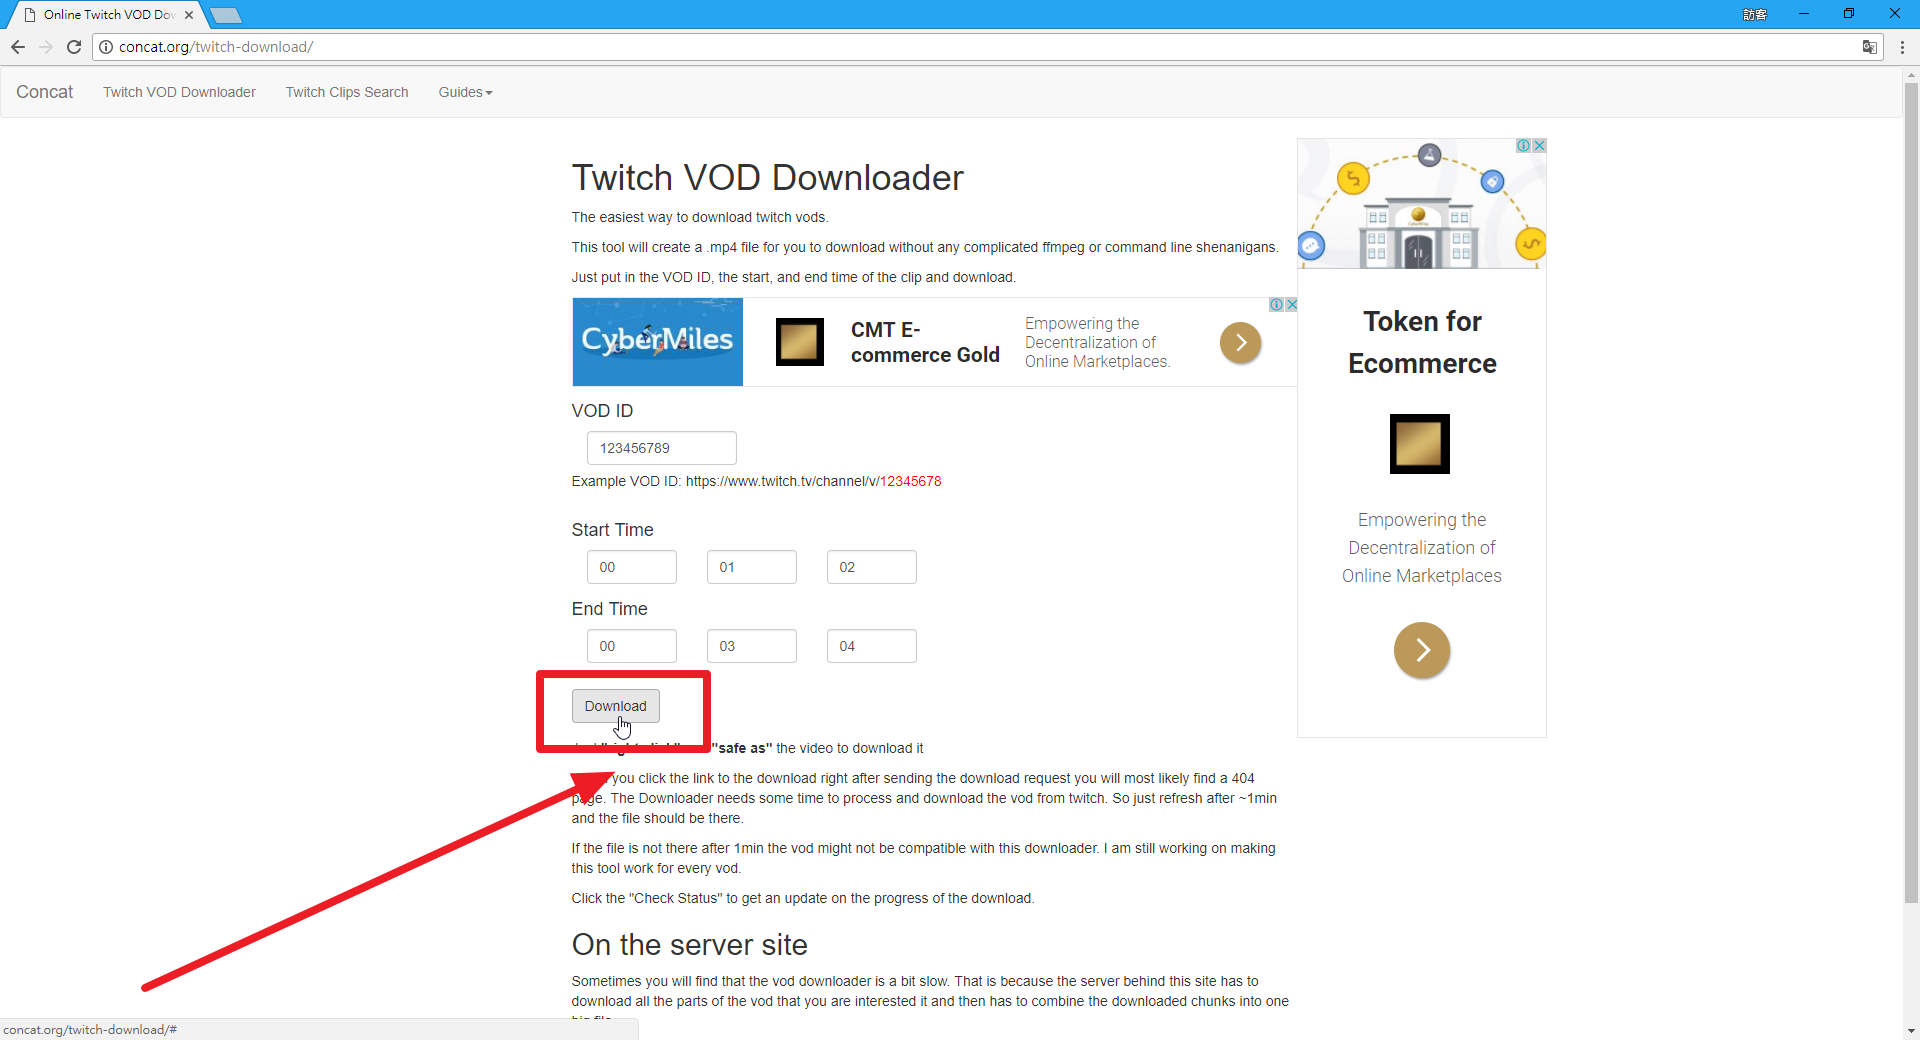 Online Twitch VOD Dov
訪客
concat.org/twitch-download/
Concat Twitch VOD Downloader Twitch Clips Search Guides
Twitch VOD Downloader
The easiest way to download twitch vods.
This tool will create a .mp4 file for you to download without any complicated ffmpeg or command line shenanigans.
Just put in the VOD ID, the start, and end time of the clip and download.
CyberMiles
CMT E-
commerce Gold
Empowering the
Decentralization of
Online Marketplaces.
VOD ID
123456789
Example VOD ID: https://www.twitch.tv/channel/v/12345678
Start Time
00 01 02
End Time
00 03 04
Download
"safe as" the video to download it
you click the link to the download right after sending the download request you will most likely find a 404
page. The Downloader needs some time to process and download the vod from twitch. So just refresh after ~1min
and the file should be there.
If the file is not there after 1min the vod might not be compatible with this downloader. I am still working on making
this tool work for every vod.
Click the "Check Status" to get an update on the progress of the download.
On the server site
Sometimes you will find that the vod downloader is a bit slow. That is because the server behind this site has to
download all the parts of the vod that you are interested it and then has to combine the downloaded chunks into one
big file
Token for
Ecommerce
Empowering the
Decentralization of
Online Marketplaces
concat.org/twitch-download/#